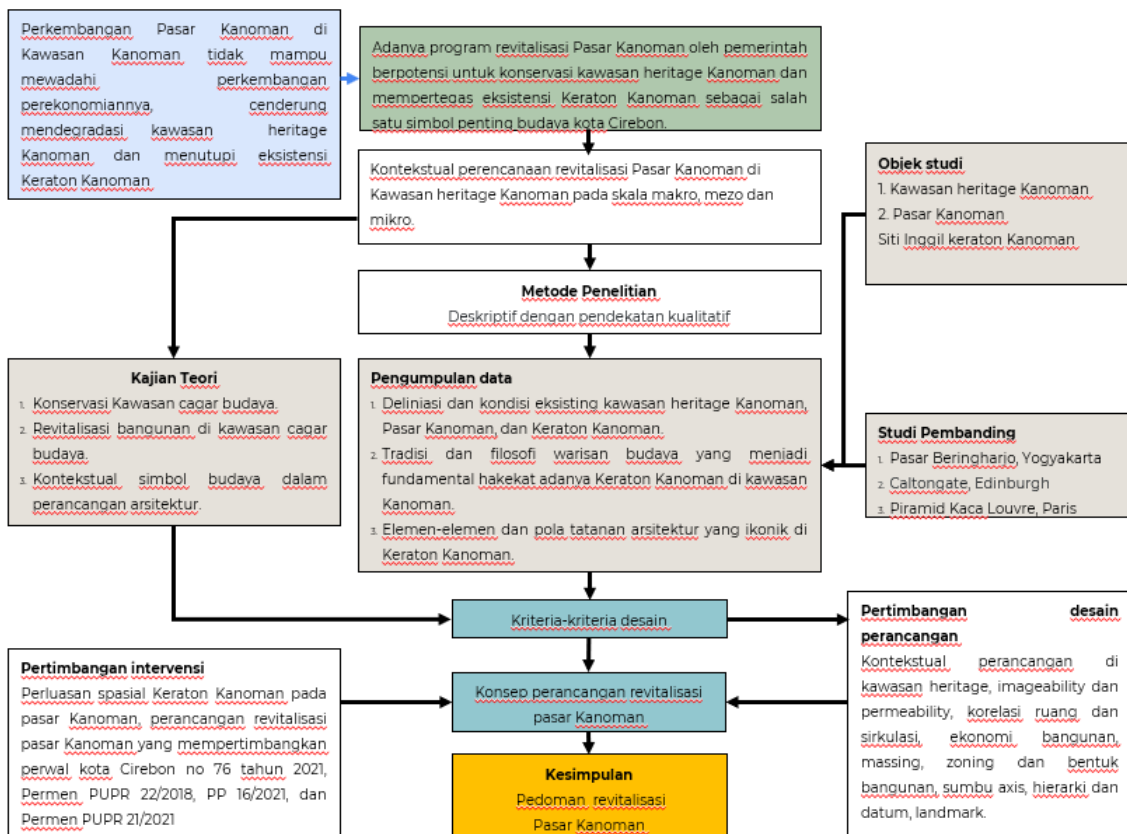 Perkembangan Pasar Kanoman di
Kawasan Kanoman tidak mampu
mewadahi perkembangan
perekonomiannya, cenderung
mendegradasi kawasan heritage
Kanoman dan menutupi eksistensi
Keraton Kanoman
Adanya program revitalisasi Pasar Kanoman oleh pemerintah
berpotensi untuk konservasi kawasan heritage Kanoman dan
mempertegas eksistensi Keraton Kanoman sebagai salah
satu simbol penting budaya kota Cirebon.
Kontekstual perencanaan revitalisasi Pasar Kanoman di
Kawasan heritage Kanoman pada skala makro, mezo dan
mikro.
Objek studi
1. Kawasan heritage Kanoman
2. Pasar Kanoman
Siti Inggil keraton Kanoman
Metode Penelitian
Deskriptif dengan pendekatan kualitatif
Kajian Teori
1. Konservasi Kawasan cagar budaya.
2. Revitalisasi bangunan di kawasan cagar
budaya.
3. Kontekstual simbol budaya dalam
perancangan arsitektur.
Pengumpulan data
1. Deliniasi dan kondisi eksisting kawasan heritage Kanoman,
Pasar Kanoman, dan Keraton Kanoman.
2. Tradisi dan filosofi warisan budaya yang menjadi
fundamental hakekat adanya Keraton Kanoman di kawasan
Kanoman.
3. Elemen-elemen dan pola tatanan arsitektur yang ikonik di
Keraton Kanoman.
Studi Pembanding
1. Pasar Beringharjo, Yogyakarta
2. Caltongate, Edinburgh
3. Piramid Kaca Louvre, Paris
Kriteria-kriteria desain
Pertimbangan desain
perancangan
Kontekstual perancangan di
kawasan heritage, imageability dan
permeability, korelasi ruang dan
sirkulasi, ekonomi bangunan,
massing, zoning dan bentuk
bangunan, sumbu axis, hierarki dan
datum, landmark.
Pertimbangan intervensi
Perluasan spasial Keraton Kanoman pada
pasar Kanoman, perancangan revitalisasi
pasar Kanoman yang mempertimbangkan
perwal kota Cirebon no 76 tahun 2021,
Permen PUPR 22/2018, PP 16/2021, dan
Permen PUPR 21/2021
Konsep perancangan revitalisasi
pasar Kanoman
Kesimpulan
Pedoman revitalisasi
Pasar Kanoman